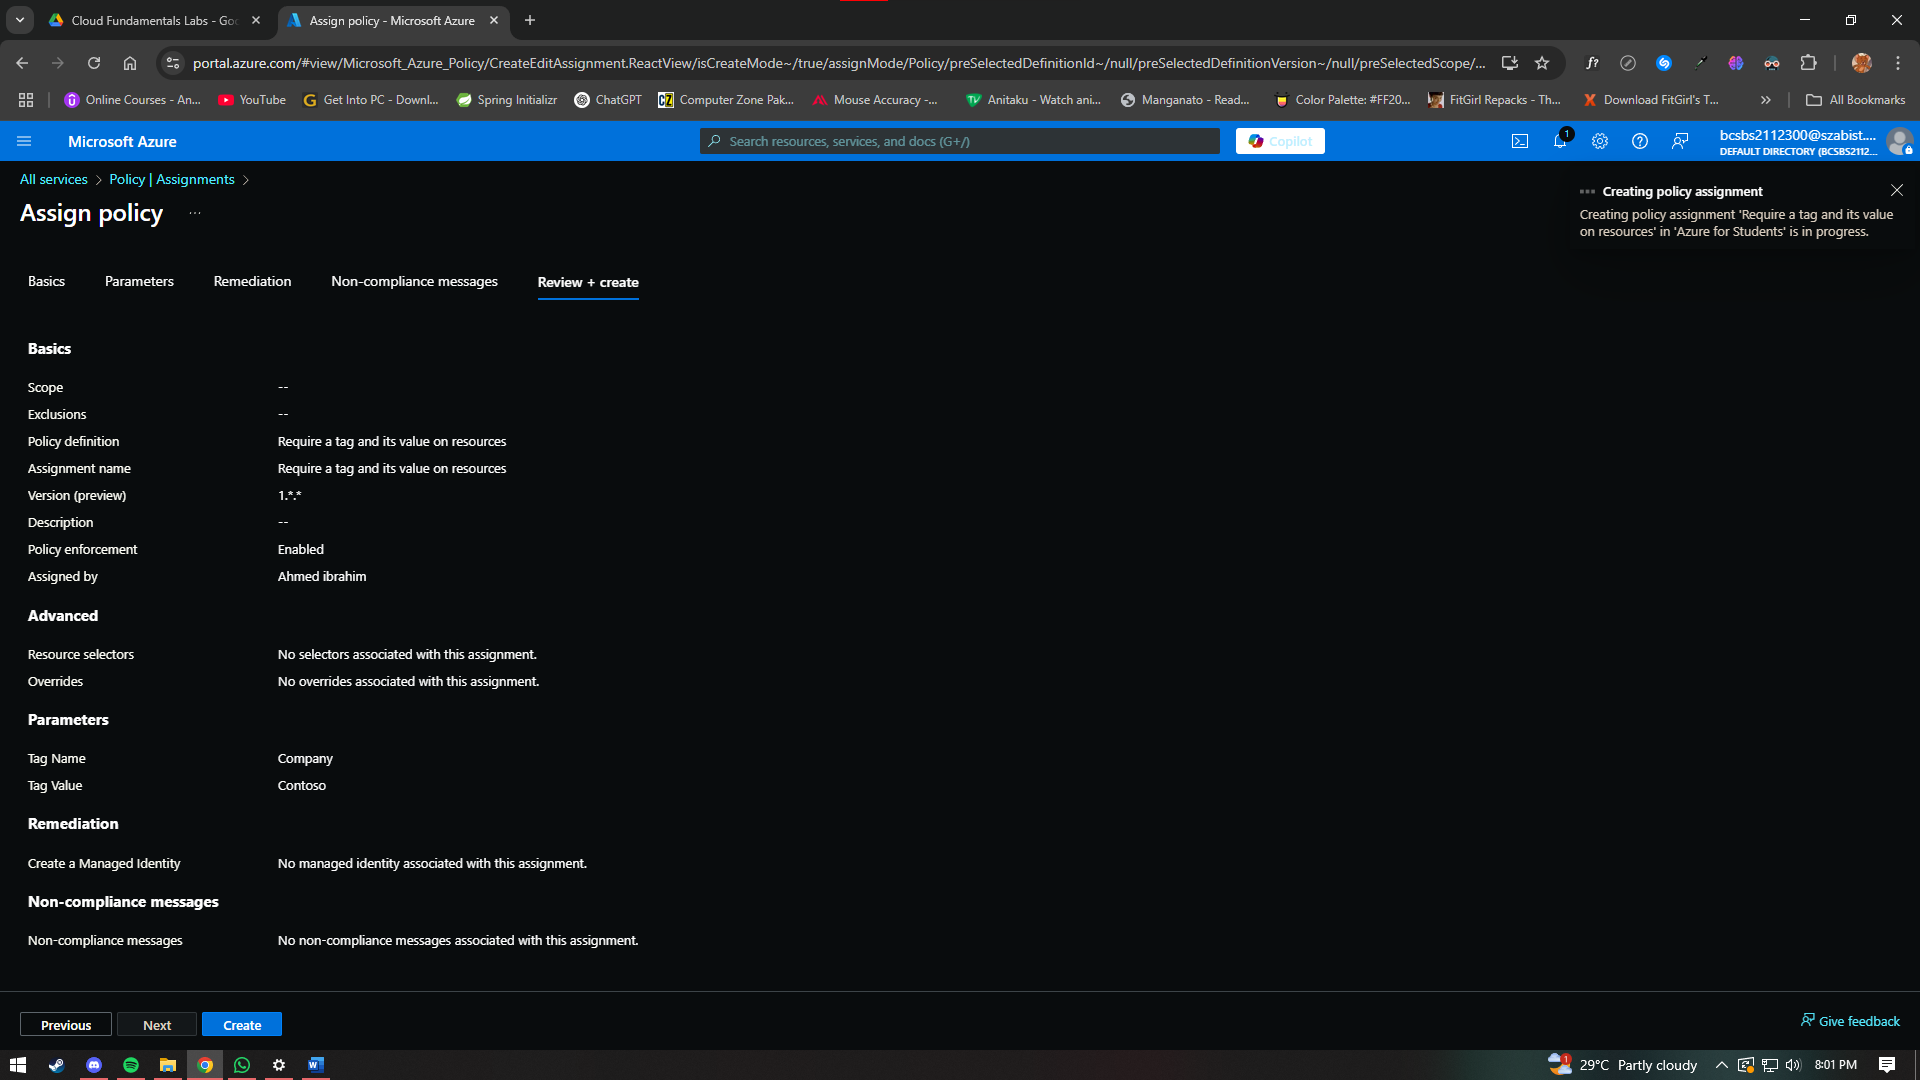 Cloud Fundamentals Labs - Goo
Assign policy - Microsoft Azure
portal.azure.com/#view/Microsoft_Azure_Policy/CreateEditAssignment.ReactView/isCreateMode~/true/assignMode/Policy/preSelectedDefinitionId~/null/preSelectedDefinitionVersion~/null/preSelectedScope/...
f?
Online Courses - An...
YouTube
Get Into PC - Downl...
Spring Initializr
ChatGPT
CZ
Computer Zone Pak...
Mouse Accuracy -...
Anitaku - Watch ani...
Manganato - Read...
Color Palette: #FF20...
FitGirl Repacks - Th...
Download FitGirl's T...
All Bookmarks
Microsoft Azure
Search resources, services, and docs (G+/)
Copilot
1
bcsbs2112300@szabist....
DEFAULT DIRECTORY (BCSBS2112...
All services > Policy | Assignments >
Assign policy ...
Creating policy assignment
Creating policy assignment 'Require a tag and its value
on resources' in 'Azure for Students' is in progress.
Basics
Parameters
Remediation
Non-compliance messages
Review + create
Basics
Scope --
Exclusions --
Policy definition Require a tag and its value on resources
Assignment name Require a tag and its value on resources
Version (preview) 1.*.*
Description --
Policy enforcement Enabled
Assigned by Ahmed ibrahim
Advanced
Resource selectors No selectors associated with this assignment.
Overrides No overrides associated with this assignment.
Parameters
Tag Name Company
Tag Value Contoso
Remediation
Create a Managed Identity No managed identity associated with this assignment.
Non-compliance messages
Non-compliance messages No non-compliance messages associated with this assignment.
Previous
Next
Create
Give feedback
1
29°C Partly cloudy
8:01 PM